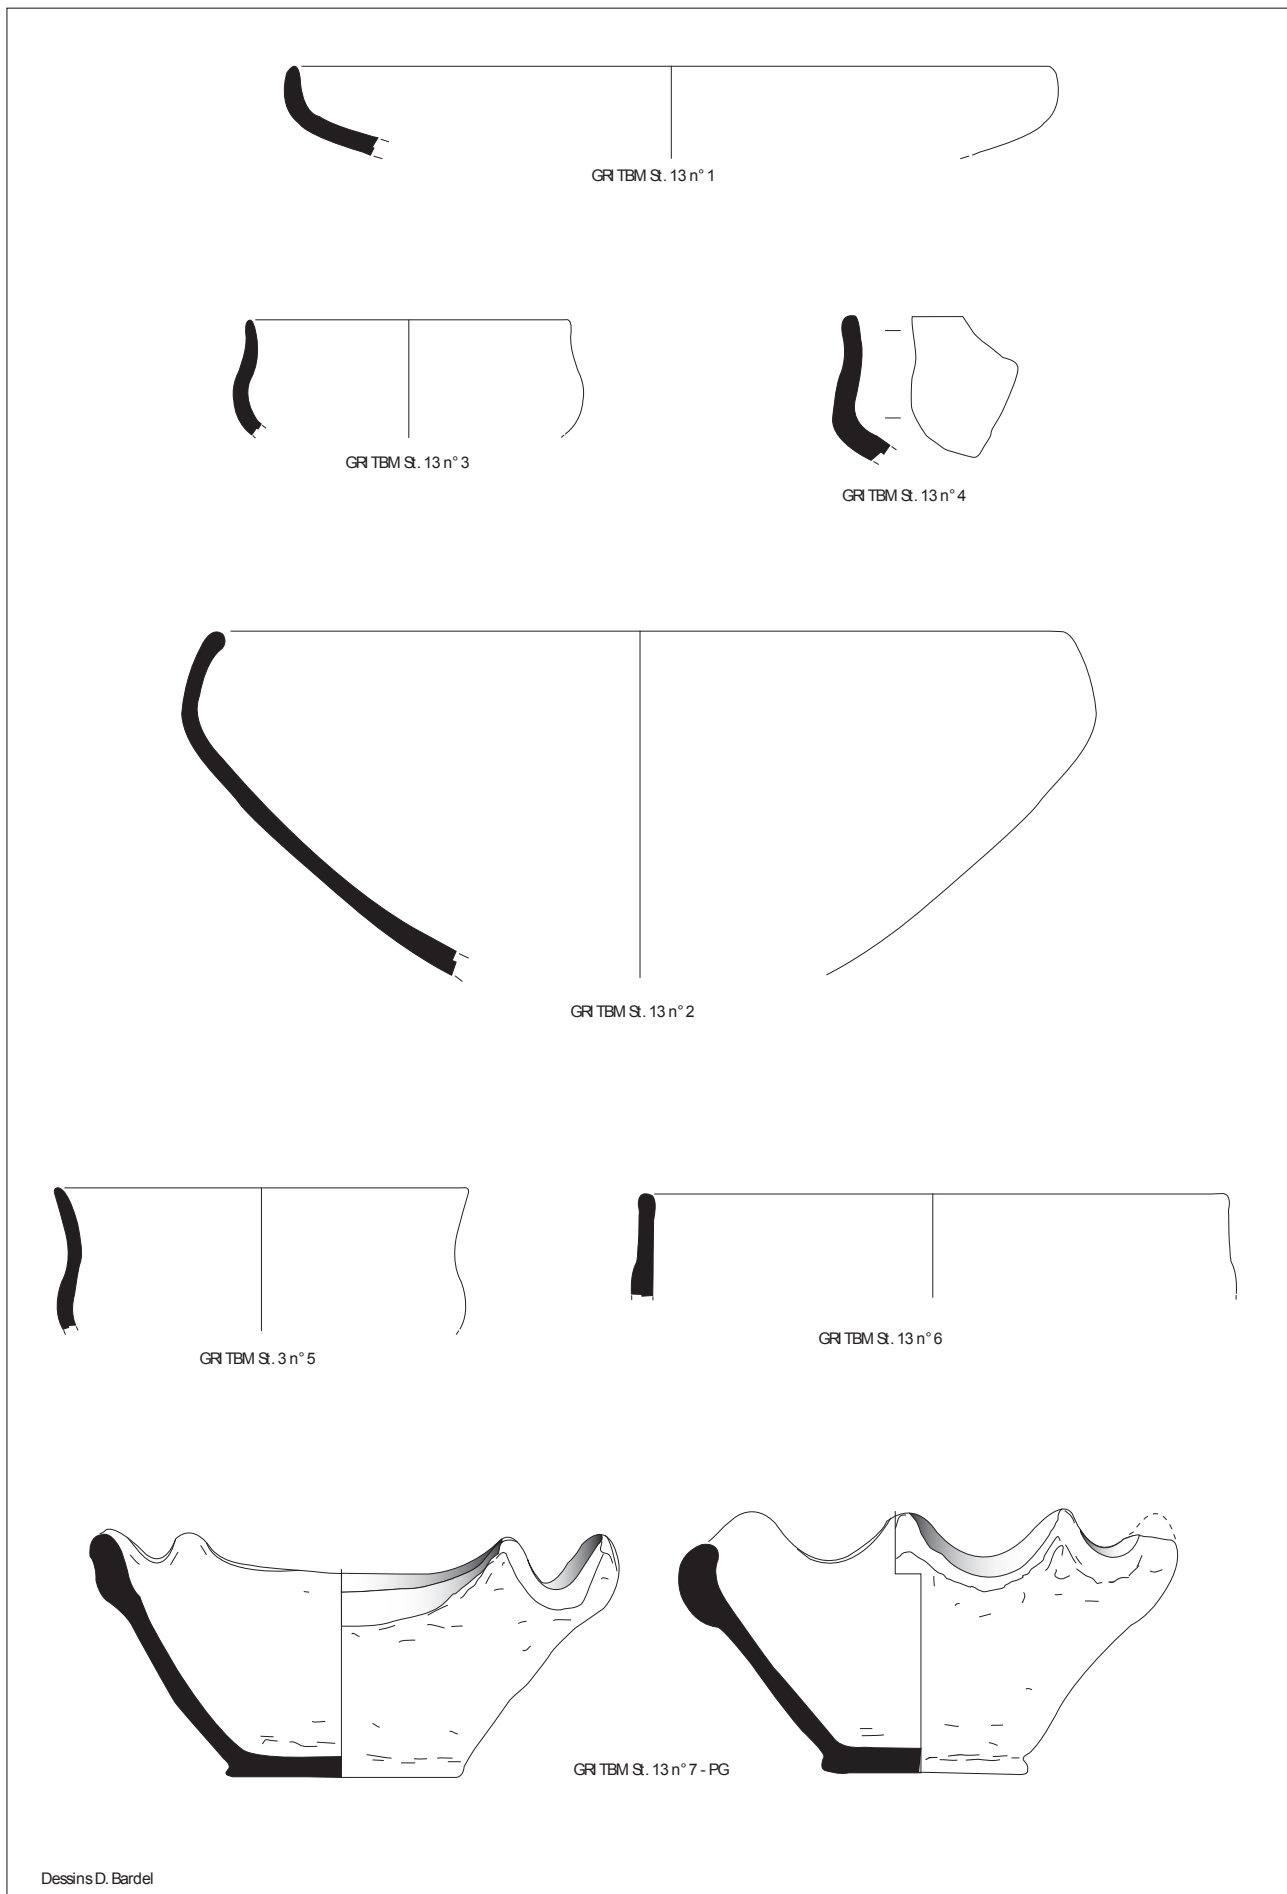 GRI TBM St. 13 n° 1
GRI TBM St. 13 n° 3
GRI TBM St. 13 n° 4
GRI TBM St. 13 n° 2
GRI TBM St. 3 n° 5
GRI TBM St. 13 n° 6
GRI TBM St. 13 n° 7 - PG
Dessins D. Bardel